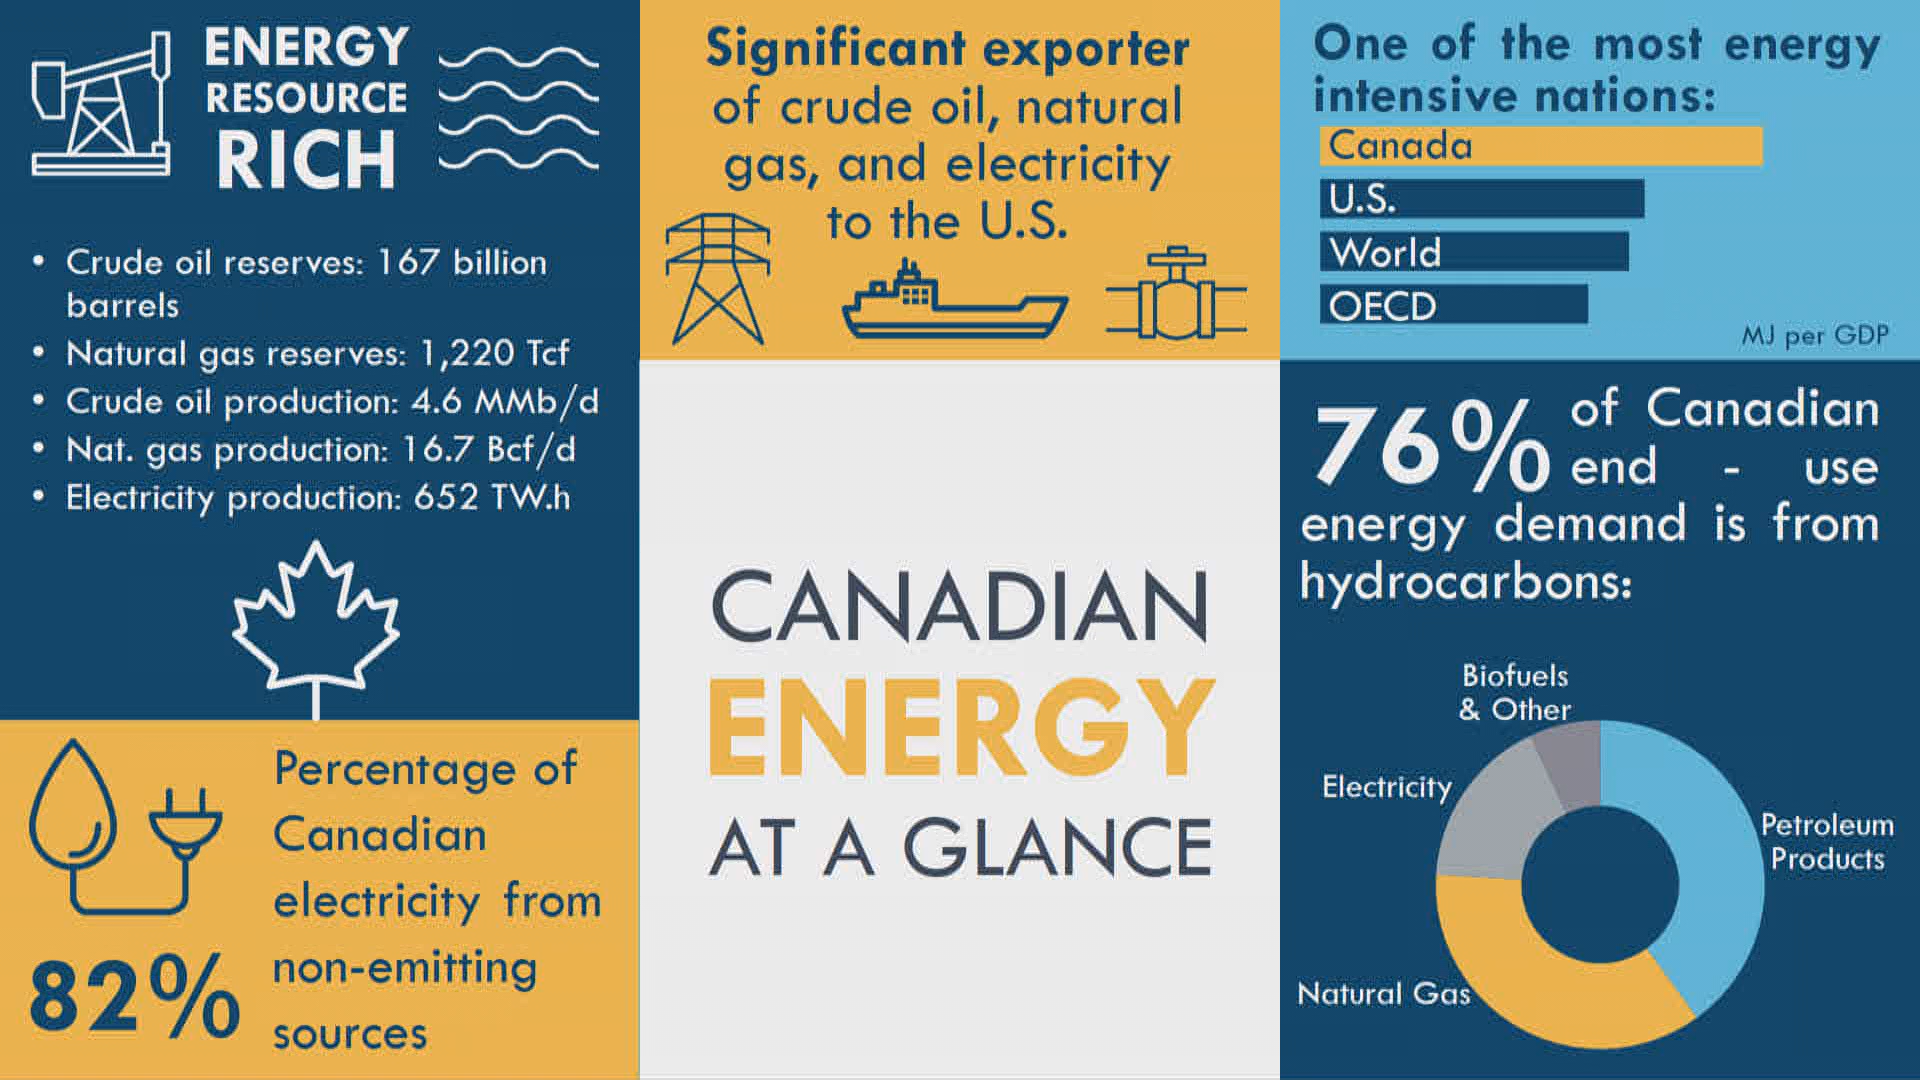 ENERGY
RESOURCE
RICH
• Crude oil reserves: 167 billion
barrels
• Natural gas reserves: 1,220 Tcf
• Crude oil production: 4.6 MMb/d
• Nat. gas production: 16.7 Bcf/d
• Electricity production: 652 TW.h
Percentage of
Canadian
electricity from
non-emitting
sources
82%
Significant exporter
of crude oil, natural
gas, and electricity
to the U.S.
CANADIAN
ENERGY
AT A GLANCE
One of the most energy
intensive nations:
Canada
U.S.
World
OECD
MJ per GDP
76% of Canadian
end - use
energy demand is from
hydrocarbons:
Biofuels
& Other
Electricity
Petroleum
Products
Natural Gas